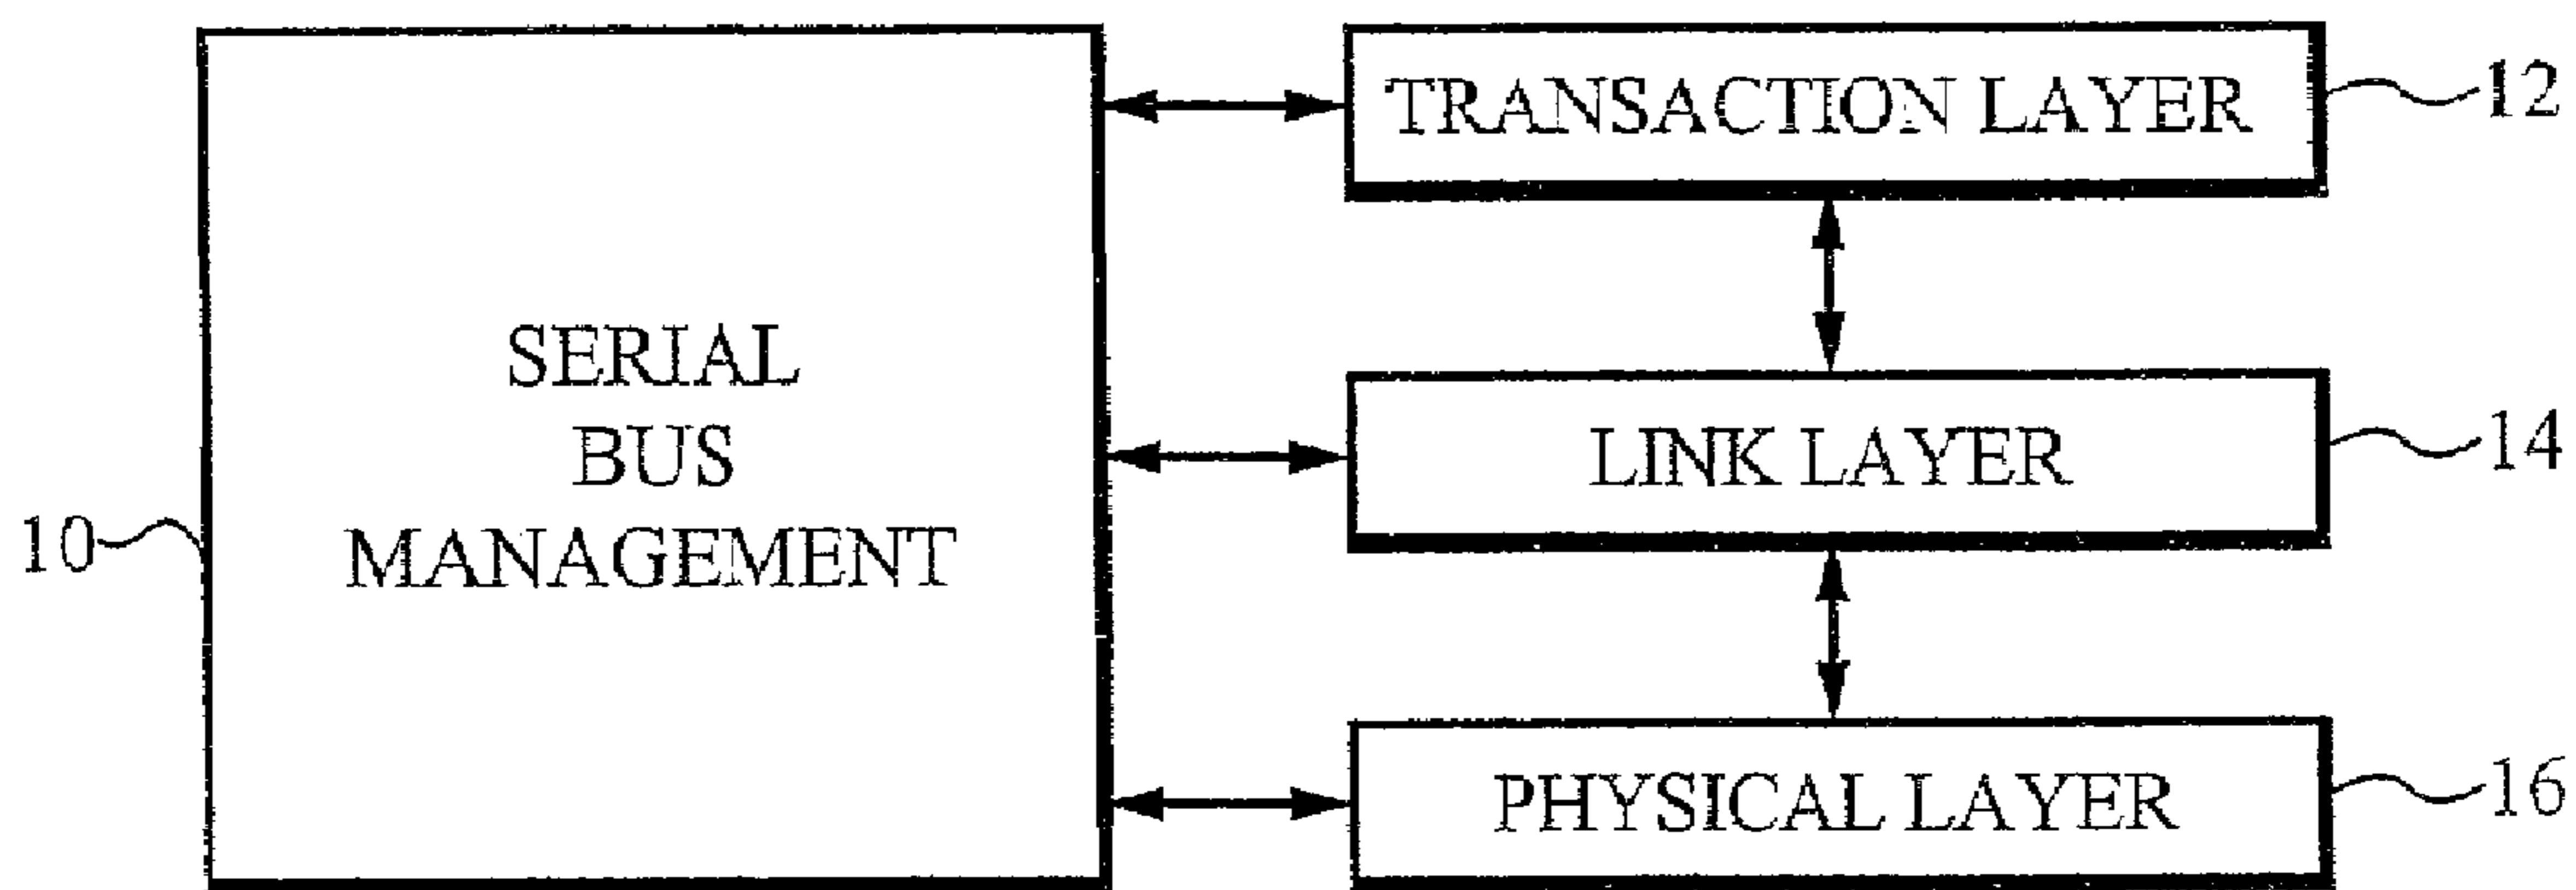 TRANSACTION LAYER
12
SERIAL
BUS
MANAGEMENT
10
LINK LAYER
14
PHYSICAL LAYER
16